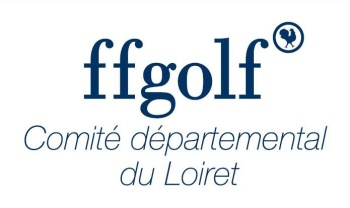 ffgolf
Comité départemental
du Loiret